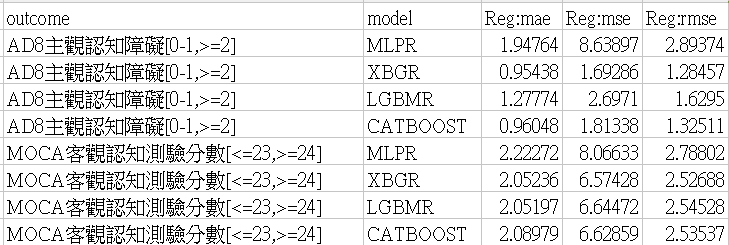 outcome model Reg:mae Reg:mse Reg:rmse
AD8主觀認知障礙[0-1,>=2] MLPR 1.94764 8.63897 2.89374
AD8主觀認知障礙[0-1,>=2] XBGR 0.95438 1.69286 1.28457
AD8主觀認知障礙[0-1,>=2] LGBMR 1.27774 2.6971 1.6295
AD8主觀認知障礙[0-1,>=2] CATBOOST 0.96048 1.81338 1.32511
MOCA客觀認知測驗分數[<=23,>=24] MLPR 2.22272 8.06633 2.78802
MOCA客觀認知測驗分數[<=23,>=24] XBGR 2.05236 6.57428 2.52688
MOCA客觀認知測驗分數[<=23,>=24] LGBMR 2.05197 6.64472 2.54528
MOCA客觀認知測驗分數[<=23,>=24] CATBOOST 2.08979 6.62859 2.53537